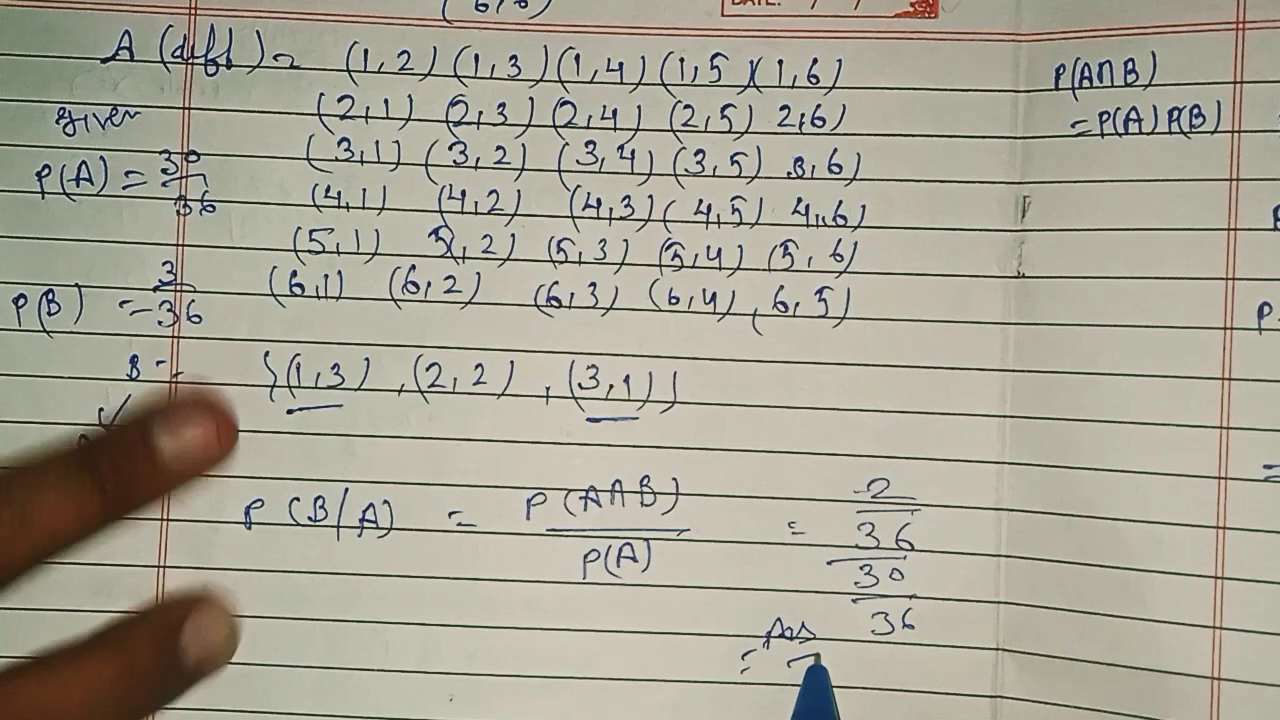 (6,6)
DATE: / /
A (diff) = (1,2) (1,3) (1,4) (1,5)(1,6)
given (2,1) (2,3) (2,4) (2,5) 2,6)
P(A) = 30/36 (3,1) (3,2) (3,4) (3,5) 3,6)
(4,1) (4,2) (4,3) (4,5) 4,6)
(5,1) 5,2) (5,3) (5,4) (5,6)
P(B) = 3/36 (6,1) (6,2) (6,3) (6,4), 6,5)
B = {(1,3), (2,2), (3,1)}
P(B/A) = P(A∩B)/P(A) = 2/36 / 30/36
Ans
=
P(A∩B)
= P(A)P(B)